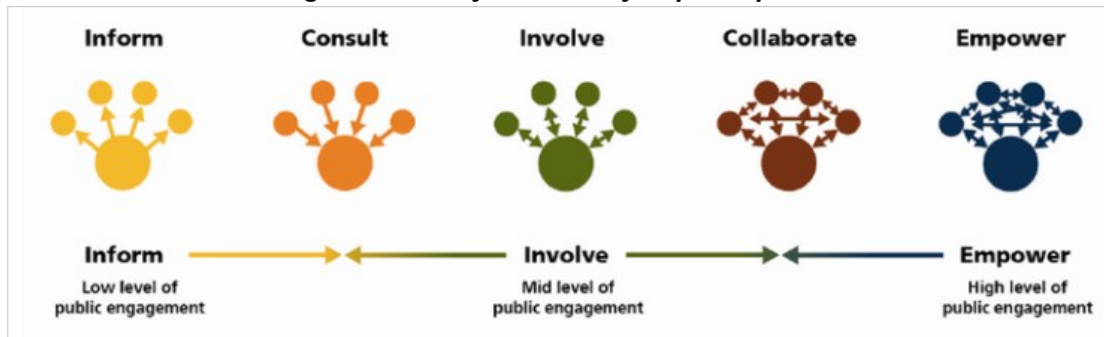 Inform Consult Involve Collaborate Empower
Inform Involve Empower
Low level of Mid level of High level of
public engagement public engagement public engagement